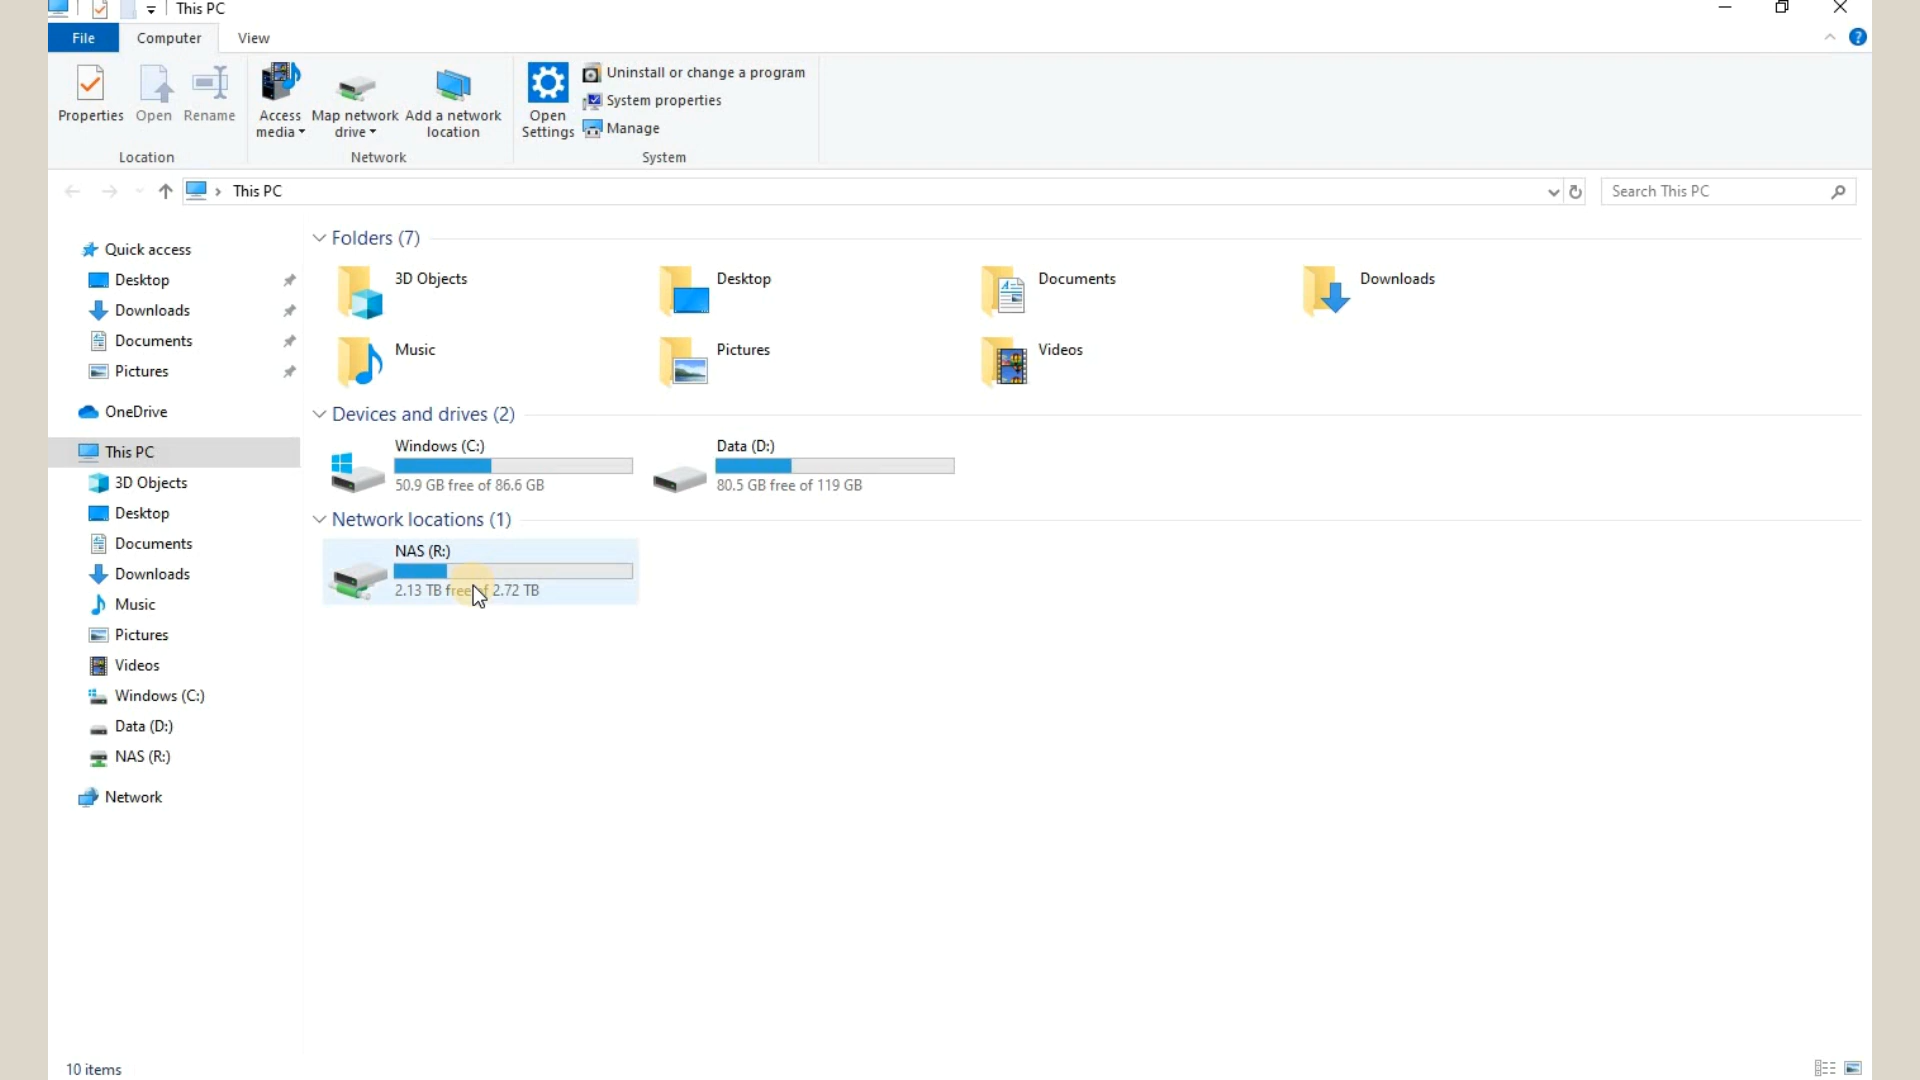 This PC
File
Computer
View
Properties
Open
Rename
Access media
Map network drive
Add a network location
Open Settings
Uninstall or change a program
System properties
Manage
Location
Network
System
This PC
Search This PC
Quick access
Desktop
Downloads
Documents
Pictures
OneDrive
This PC
3D Objects
Desktop
Documents
Downloads
Music
Pictures
Videos
Windows (C:)
Data (D:)
NAS (R:)
Network
Folders (7)
3D Objects
Desktop
Documents
Downloads
Music
Pictures
Videos
Devices and drives (2)
Windows (C:)
50.9 GB free of 86.6 GB
Data (D:)
80.5 GB free of 119 GB
Network locations (1)
NAS (R:)
2.13 TB free of 2.72 TB
10 items